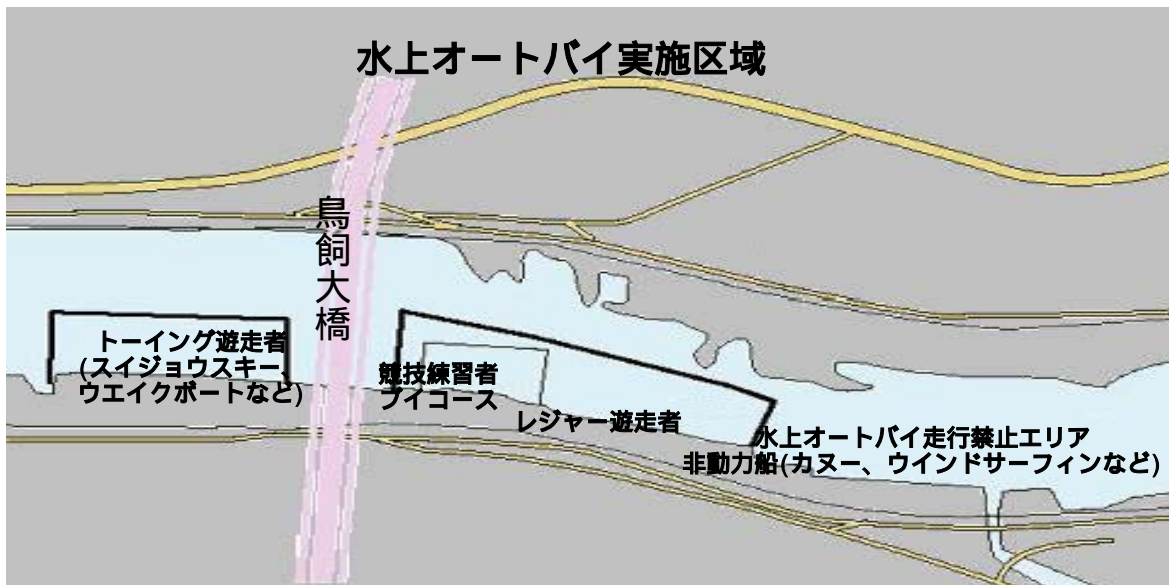 水上オートバイ実施区域
鳥飼大橋
トーイング遊走者
(スイジョウスキー、
ウエイクボートなど)
競技練習者
ブイコース
レジャー遊走者
水上オートバイ走行禁止エリア
非動力船(カヌー、ウインドサーフィンなど)